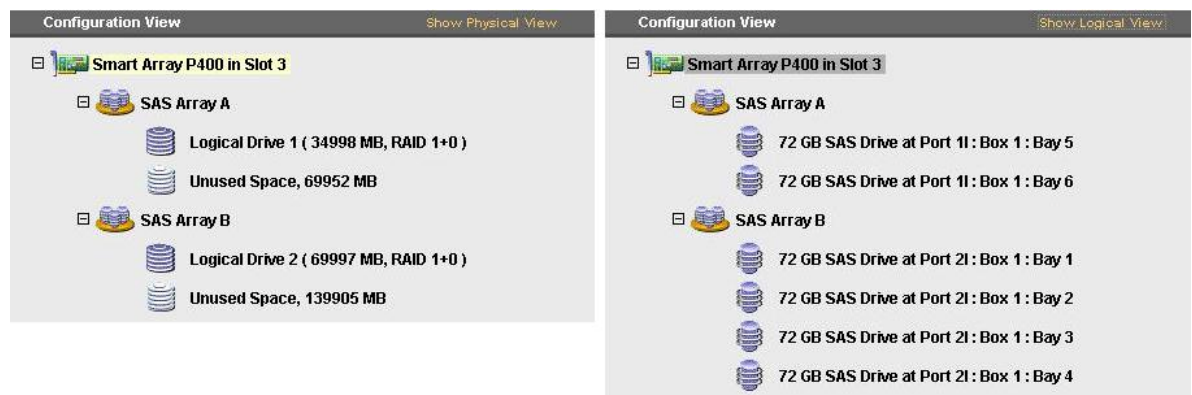 Configuration View Show Physical View
Smart Array P400 in Slot 3
SAS Array A
Logical Drive 1 ( 34998 MB, RAID 1+0 )
Unused Space, 69952 MB
SAS Array B
Logical Drive 2 ( 69997 MB, RAID 1+0 )
Unused Space, 139905 MB
Configuration View Show Logical View
Smart Array P400 in Slot 3
SAS Array A
72 GB SAS Drive at Port 1I : Box 1 : Bay 5
72 GB SAS Drive at Port 1I : Box 1 : Bay 6
SAS Array B
72 GB SAS Drive at Port 2I : Box 1 : Bay 1
72 GB SAS Drive at Port 2I : Box 1 : Bay 2
72 GB SAS Drive at Port 2I : Box 1 : Bay 3
72 GB SAS Drive at Port 2I : Box 1 : Bay 4